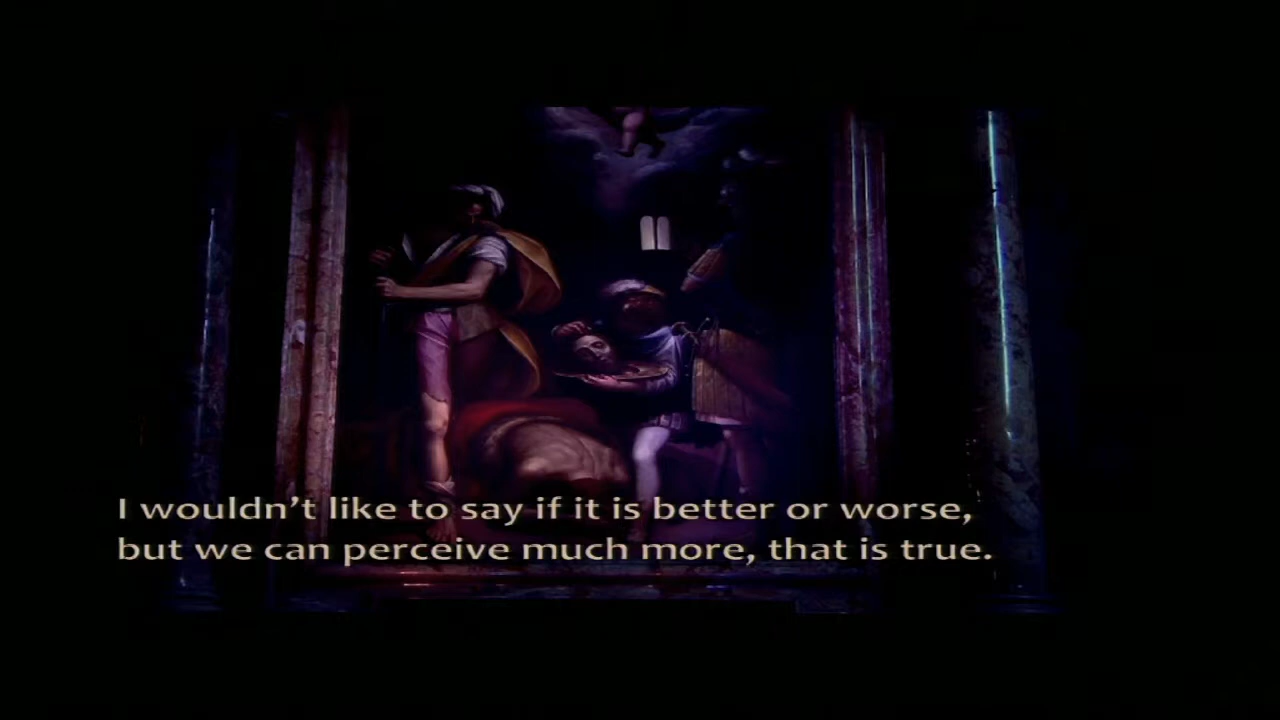 I wouldn’t like to say if it is better or worse,
but we can perceive much more, that is true.